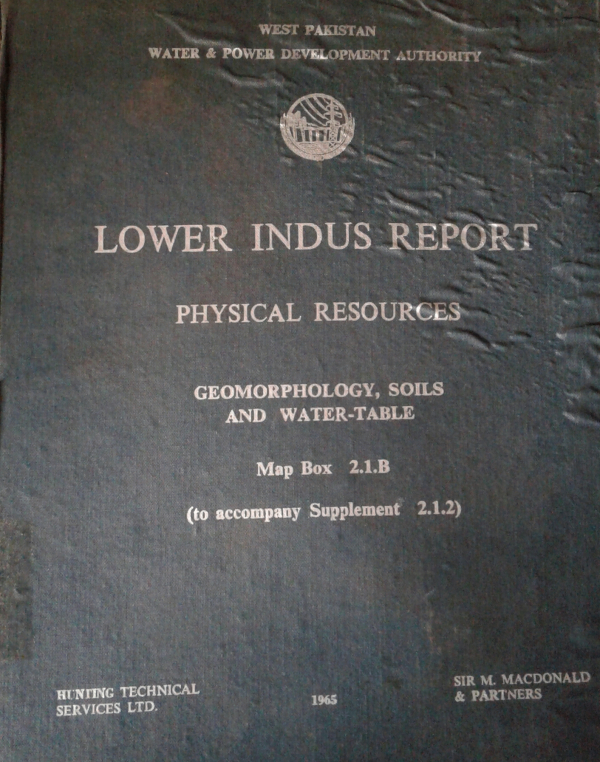 WEST PAKISTAN
WATER & POWER DEVELOPMENT AUTHORITY
LOWER INDUS REPORT
PHYSICAL RESOURCES
GEOMORPHOLOGY, SOILS
AND WATER-TABLE
Map Box 2.1.B
(to accompany Supplement 2.1.2)
HUNTING TECHNICAL
SERVICES LTD.
1965
SIR M. MACDONALD
& PARTNERS